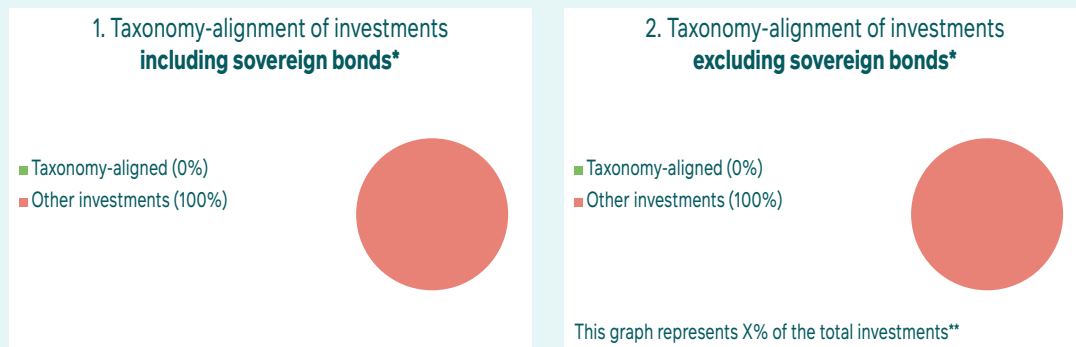 1. Taxonomy-alignment of investments
including sovereign bonds*
Taxonomy-aligned (0%)
Other investments (100%)
2. Taxonomy-alignment of investments
excluding sovereign bonds*
Taxonomy-aligned (0%)
Other investments (100%)
This graph represents X% of the total investments**